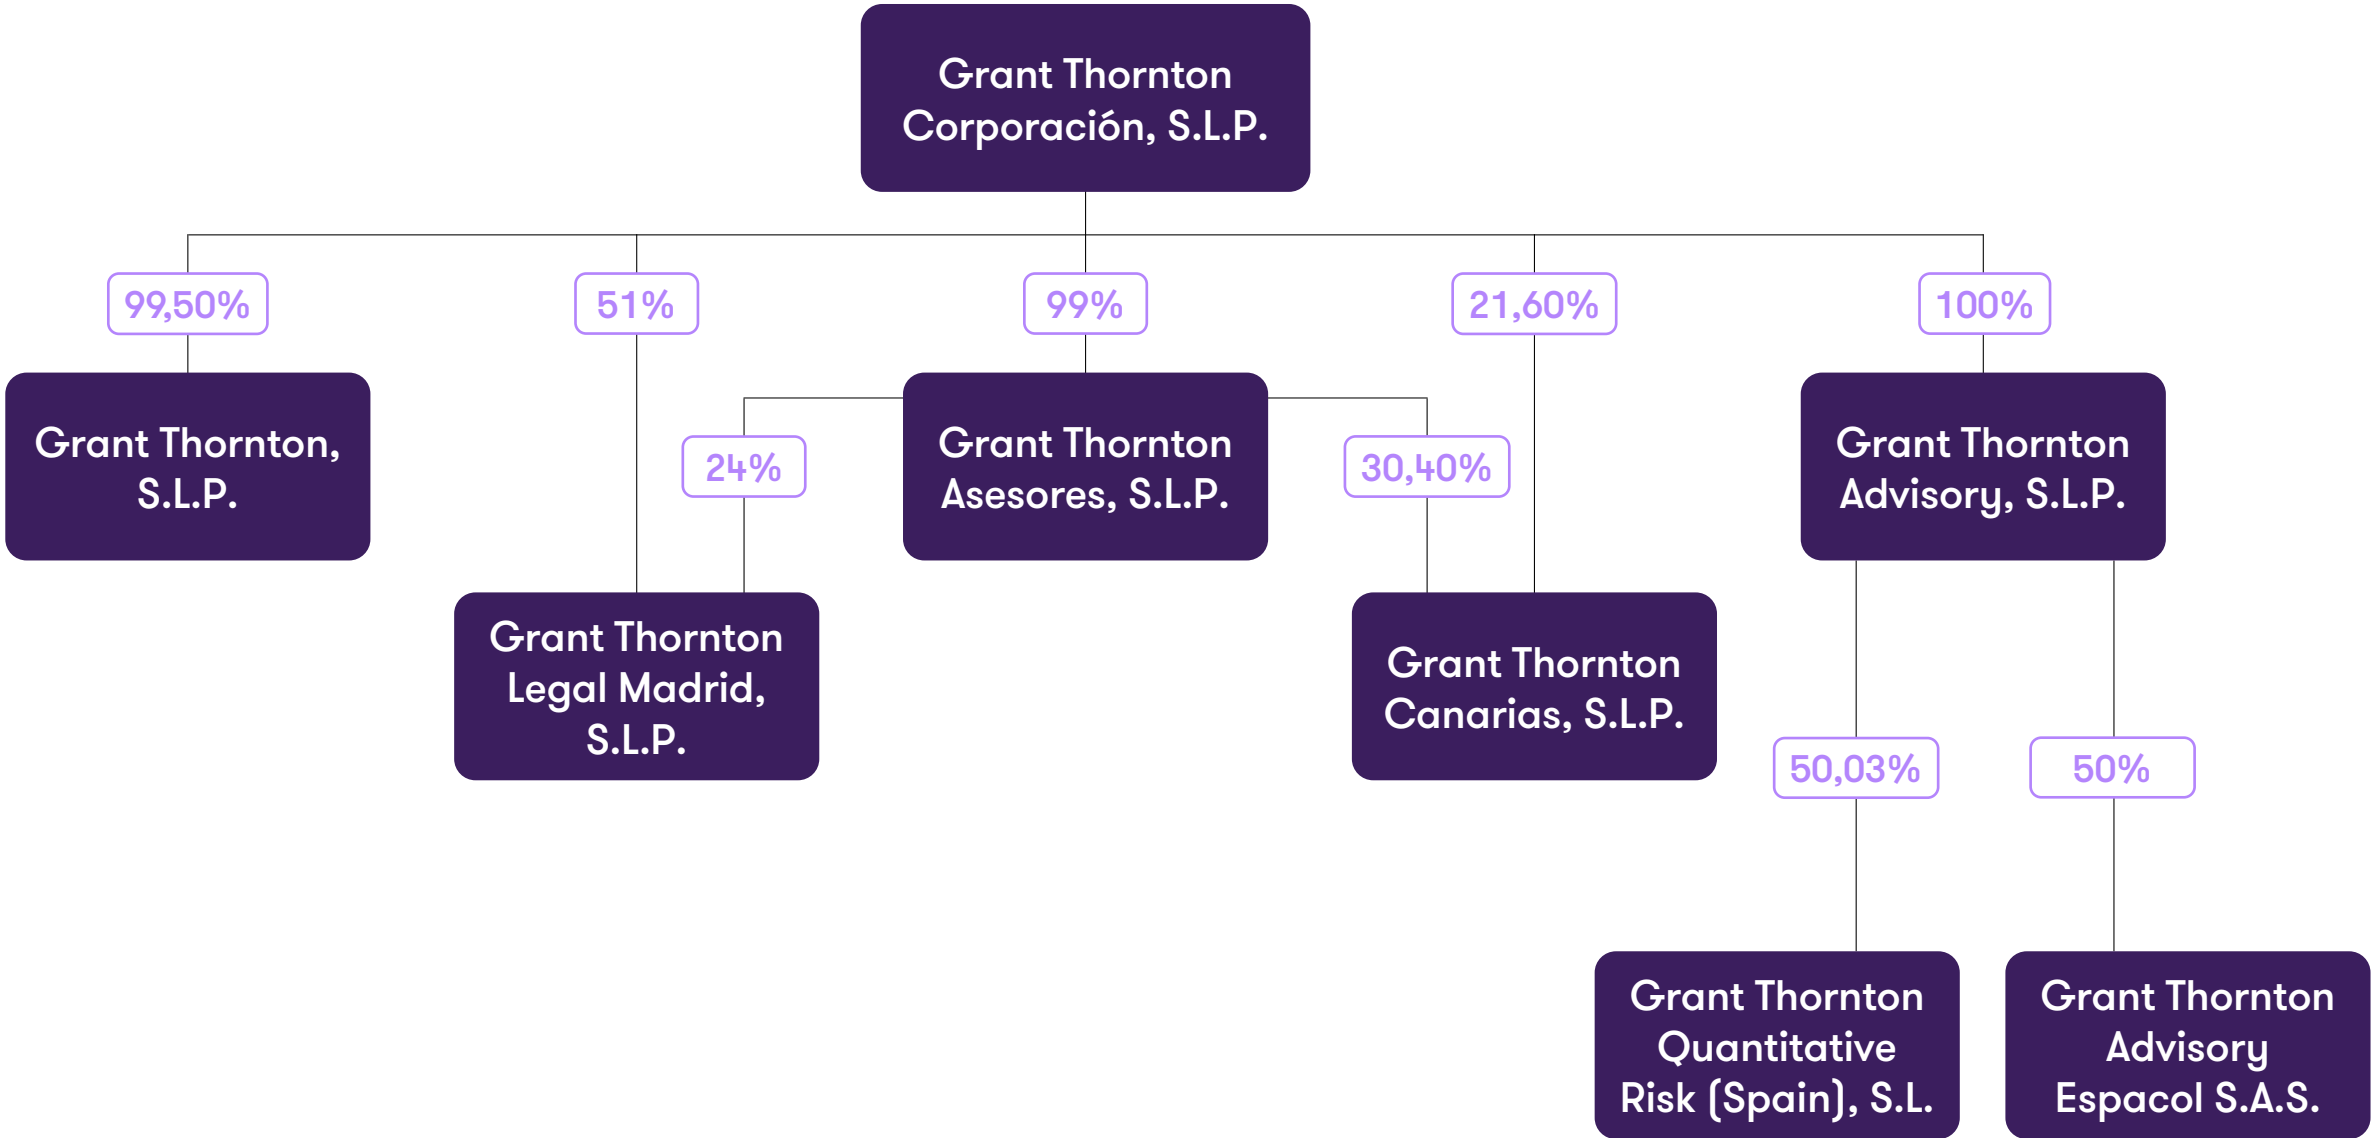 Grant Thornton
Corporación, S.L.P.
99,50%
51%
99%
21,60%
100%
Grant Thornton,
S.L.P.
24%
Grant Thornton
Asesores, S.L.P.
30,40%
Grant Thornton
Advisory, S.L.P.
Grant Thornton
Legal Madrid,
S.L.P.
Grant Thornton
Canarias, S.L.P.
50,03%
50%
Grant Thornton
Quantitative
Risk (Spain), S.L.
Grant Thornton
Advisory
Espacol S.A.S.